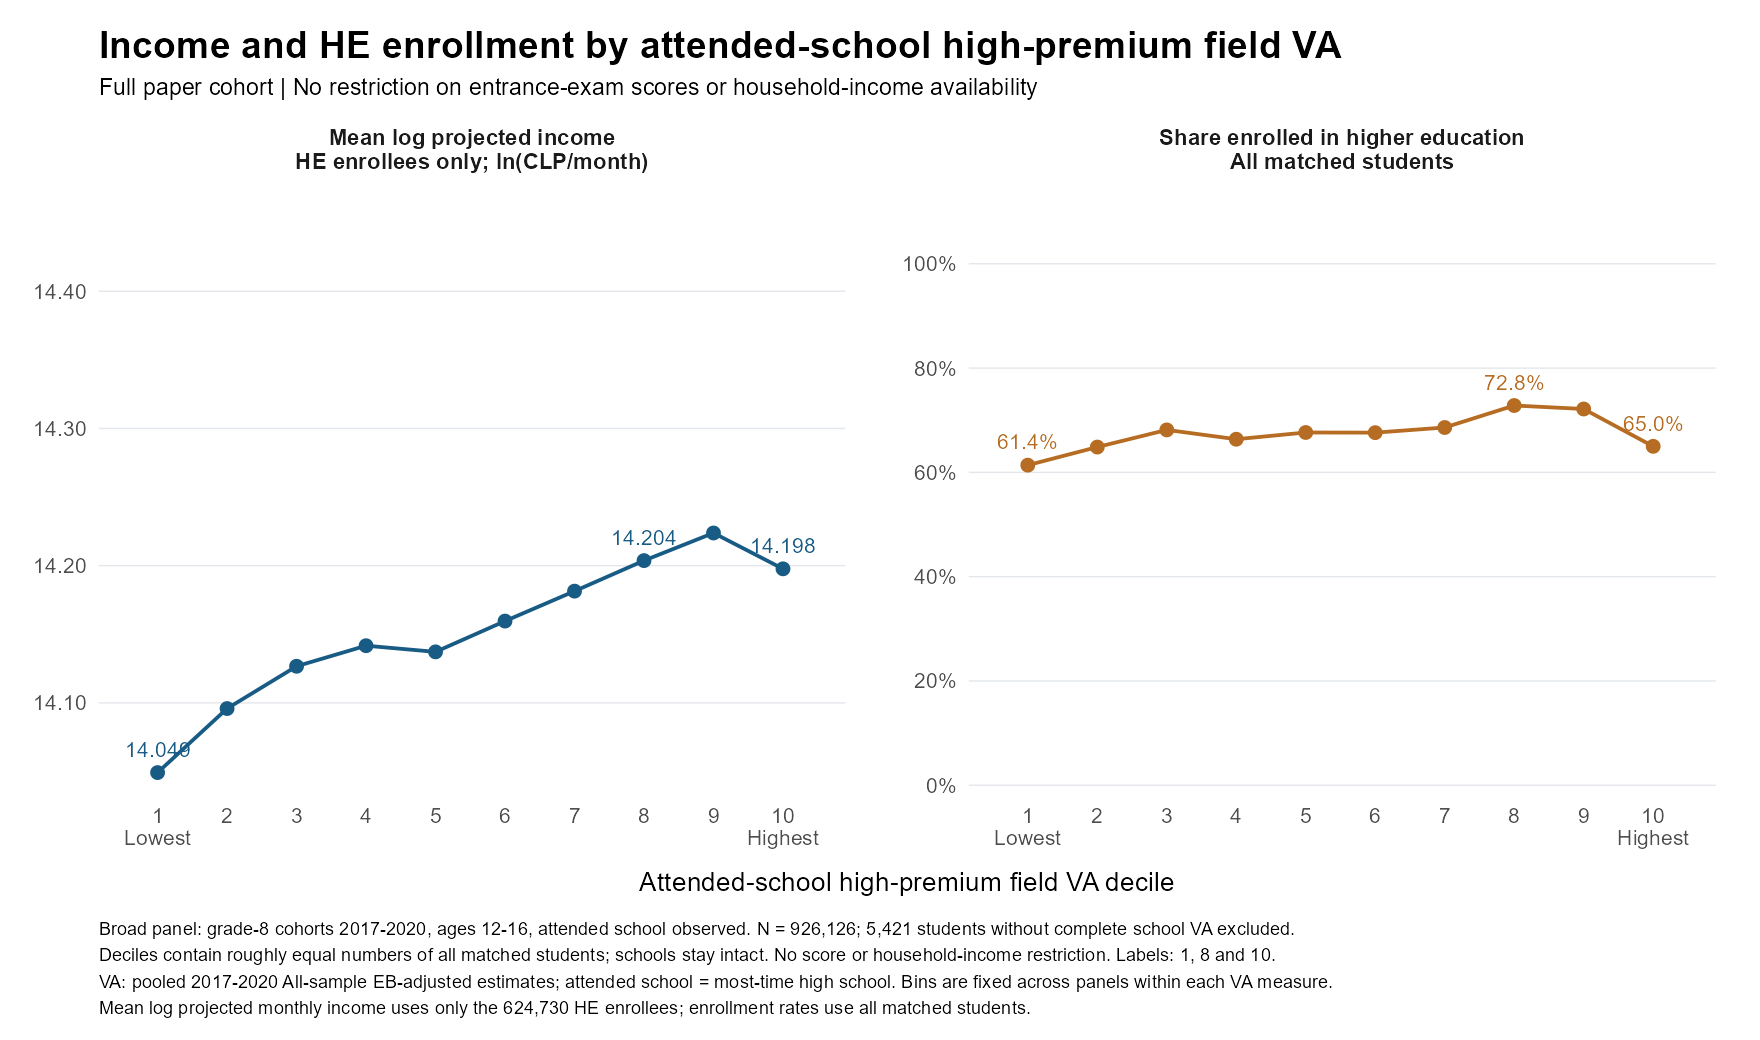 Income and HE enrollment by attended-school high-premium field VA
Full paper cohort | No restriction on entrance-exam scores or household-income availability
Mean log projected income
HE enrollees only; ln(CLP/month)
14.40
14.30
14.20
14.10
14.049
14.204
14.198
1
2
3
4
5
6
7
8
9
10
Lowest
Highest
Share enrolled in higher education
All matched students
100%
80%
60%
40%
20%
0%
61.4%
72.8%
65.0%
1
2
3
4
5
6
7
8
9
10
Lowest
Highest
Attended-school high-premium field VA decile
Broad panel: grade-8 cohorts 2017-2020, ages 12-16, attended school observed. N = 926,126; 5,421 students without complete school VA excluded.
Deciles contain roughly equal numbers of all matched students; schools stay intact. No score or household-income restriction. Labels: 1, 8 and 10.
VA: pooled 2017-2020 All-sample EB-adjusted estimates; attended school = most-time high school. Bins are fixed across panels within each VA measure.
Mean log projected monthly income uses only the 624,730 HE enrollees; enrollment rates use all matched students.